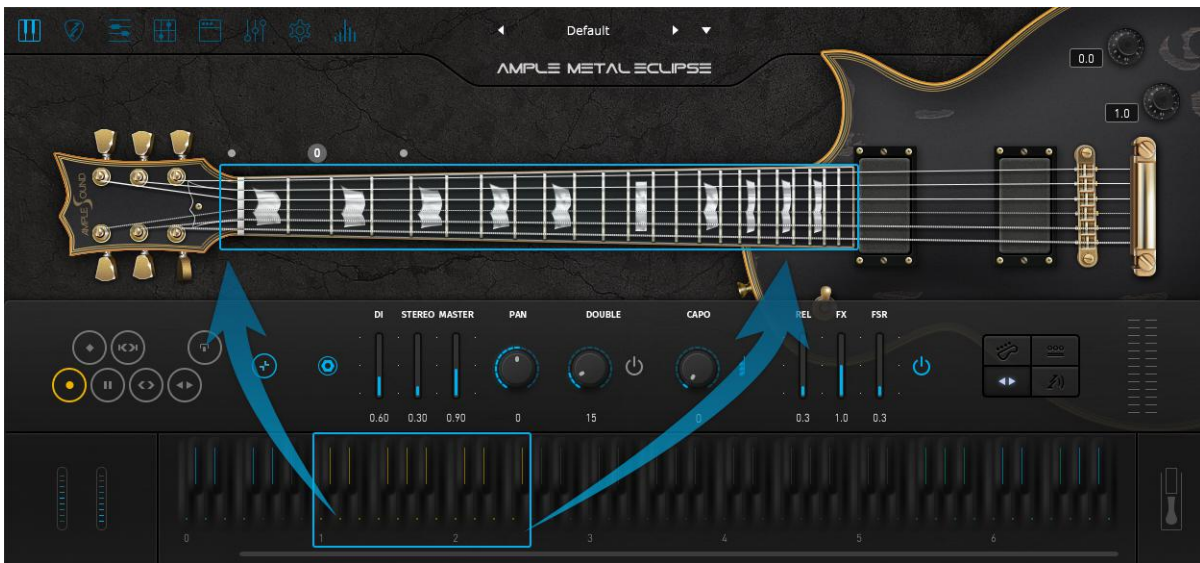 Default
AMPLE METAL ECLIPSE
0.0
1.0
0
AMPLE SOUND
DI STEREO MASTER PAN DOUBLE CAPO REL FX FSR
0.60 0.30 0.90 0 15 0 0.3 1.0 0.3
0 1 2 3 4 5 6